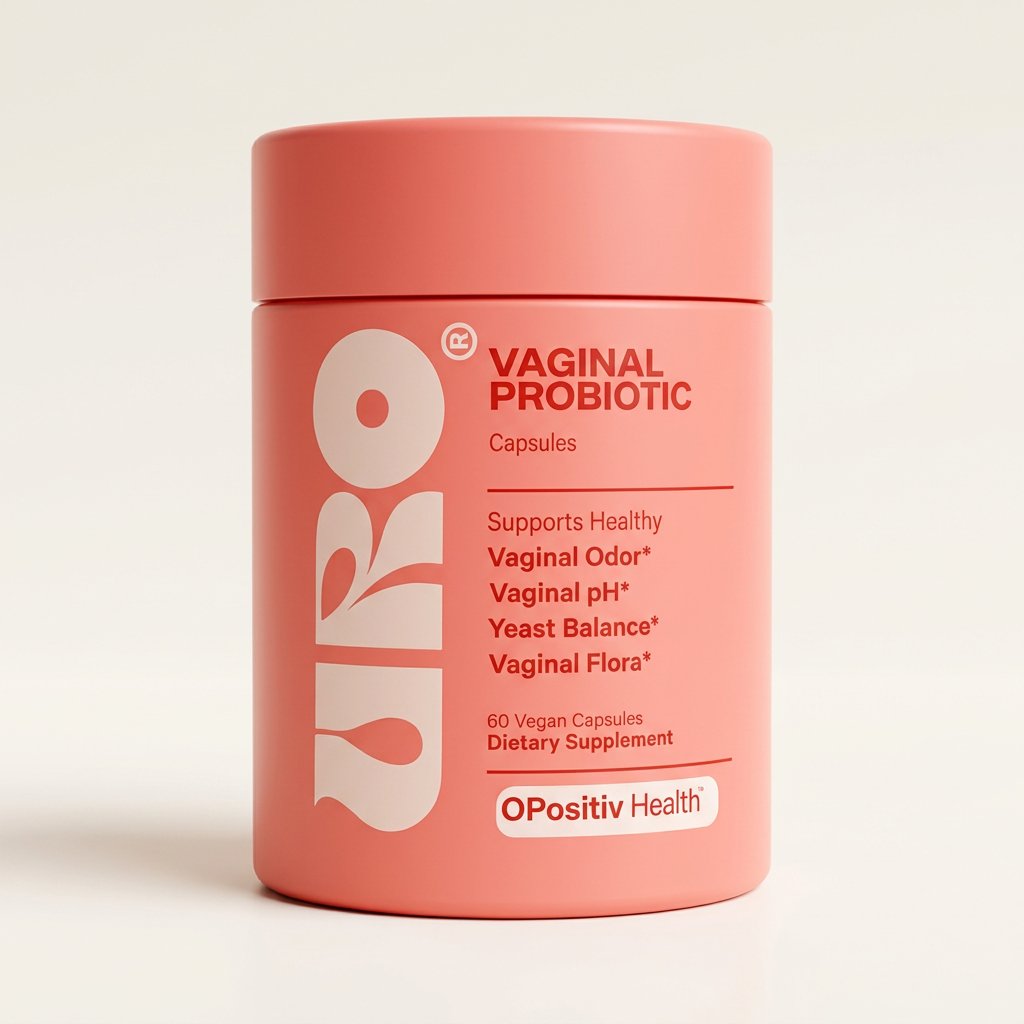 URO®
VAGINAL
PROBIOTIC
Capsules
Supports Healthy
Vaginal Odor*
Vaginal pH*
Yeast Balance*
Vaginal Flora*
60 Vegan Capsules
Dietary Supplement
OPositiv Health™